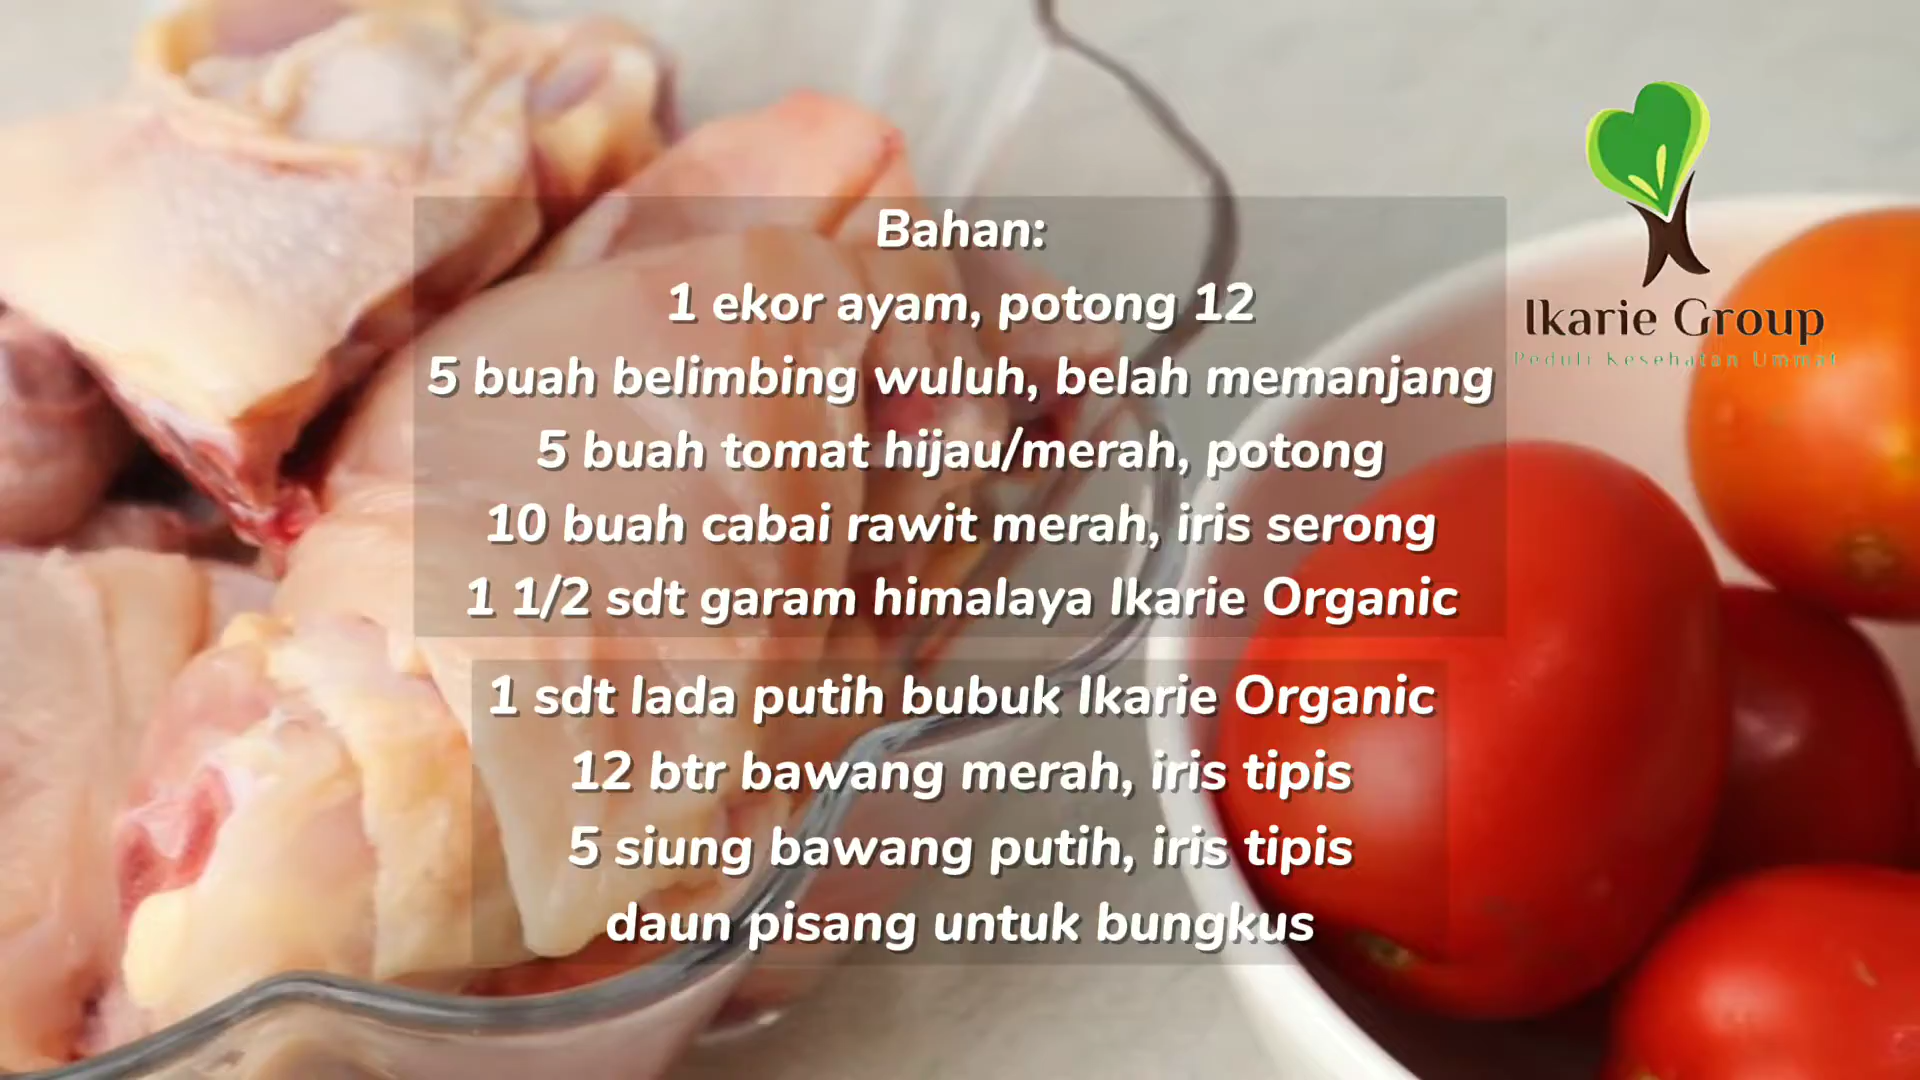 Bahan:
1 ekor ayam, potong 12
5 buah belimbing wuluh, belah memanjang
5 buah tomat hijau/merah, potong
10 buah cabai rawit merah, iris serong
1 1/2 sdt garam himalaya Ikarie Organic
1 sdt lada putih bubuk Ikarie Organic
12 btr bawang merah, iris tipis
5 siung bawang putih, iris tipis
daun pisang untuk bungkus
Ikarie Group
Peduli Kesehatan Ummat